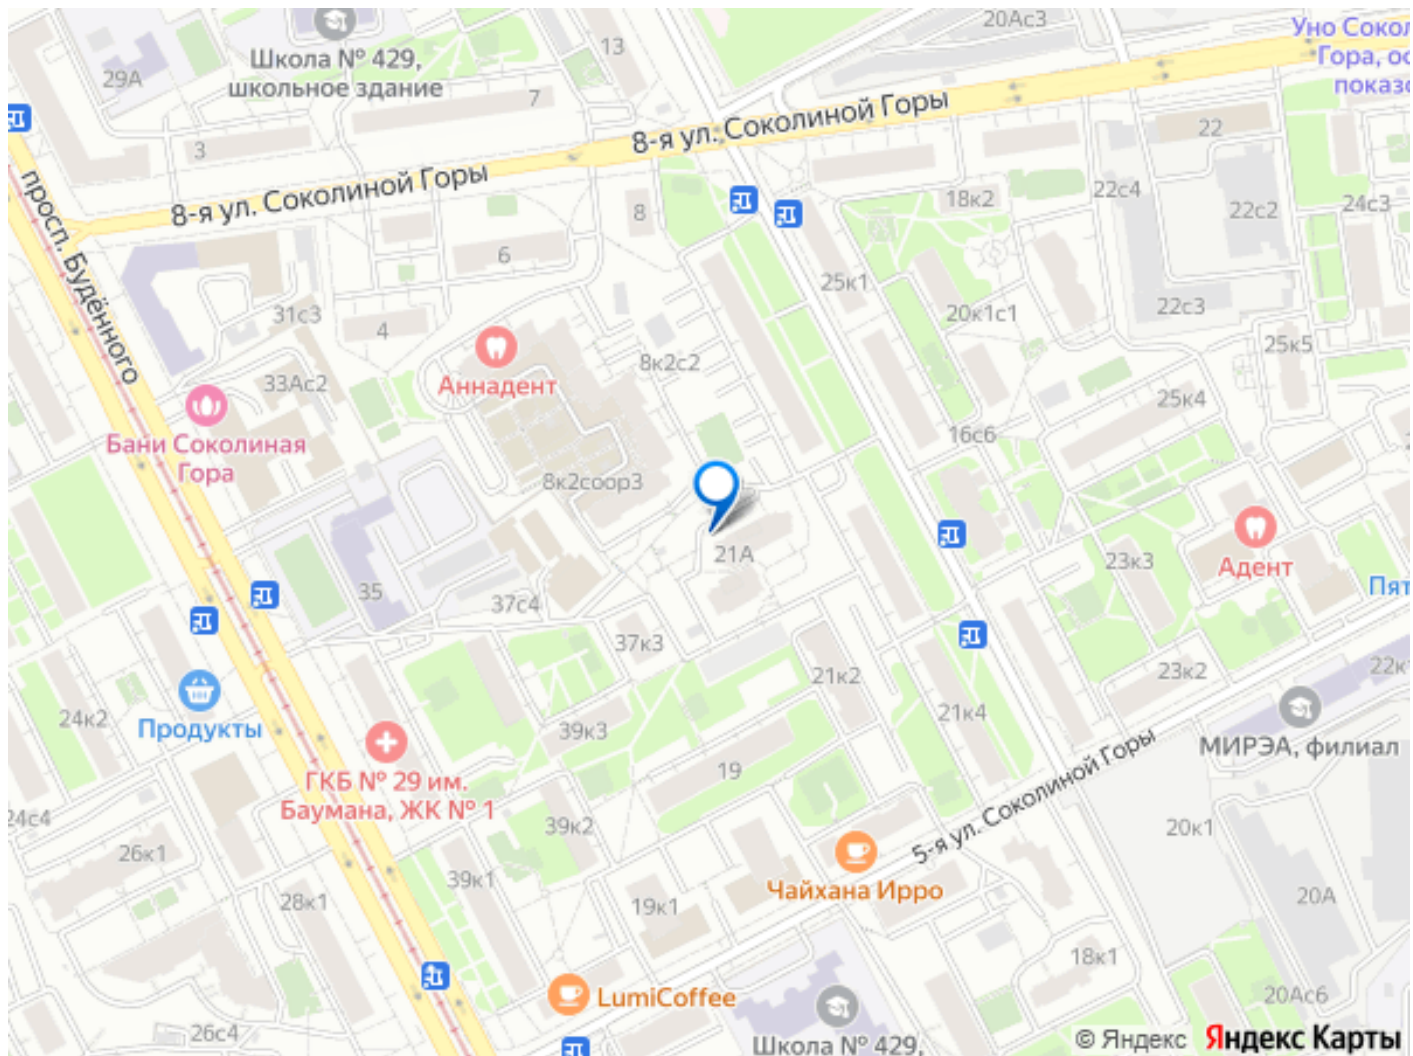 20Ас3
Уно Сокол
Гора, ос
показс
13
Школа № 429,
школьное здание
29А
7
8-я ул. Соколиной Горы
22
3
8-я ул. Соколиной Горы
просп. Будённого
8
18к2
22с4
22с2
24с3
6
25к1
31с3
4
20к1с1
22с3
25к5
8к2с2
Аннадент
33Ас2
25к4
Бани Соколиная
Гора
16с6
8к2соор3
21А
23к3
Адент
Пят
35
37с4
37к3
23к2
22к
21к2
24к2
Продукты
39к3
21к4
МИРЭА, филиал
19
5-я ул. Соколиной Горы
ГКБ № 29 им.
Баумана, ЖК № 1
24с4
39к2
20к1
26к1
39к1
Чайхана Ирро
28к1
19к1
20А
18к1
LumiCoffee
20Ас6
26с4
Школа № 429,
© Яндекс Яндекс Карты